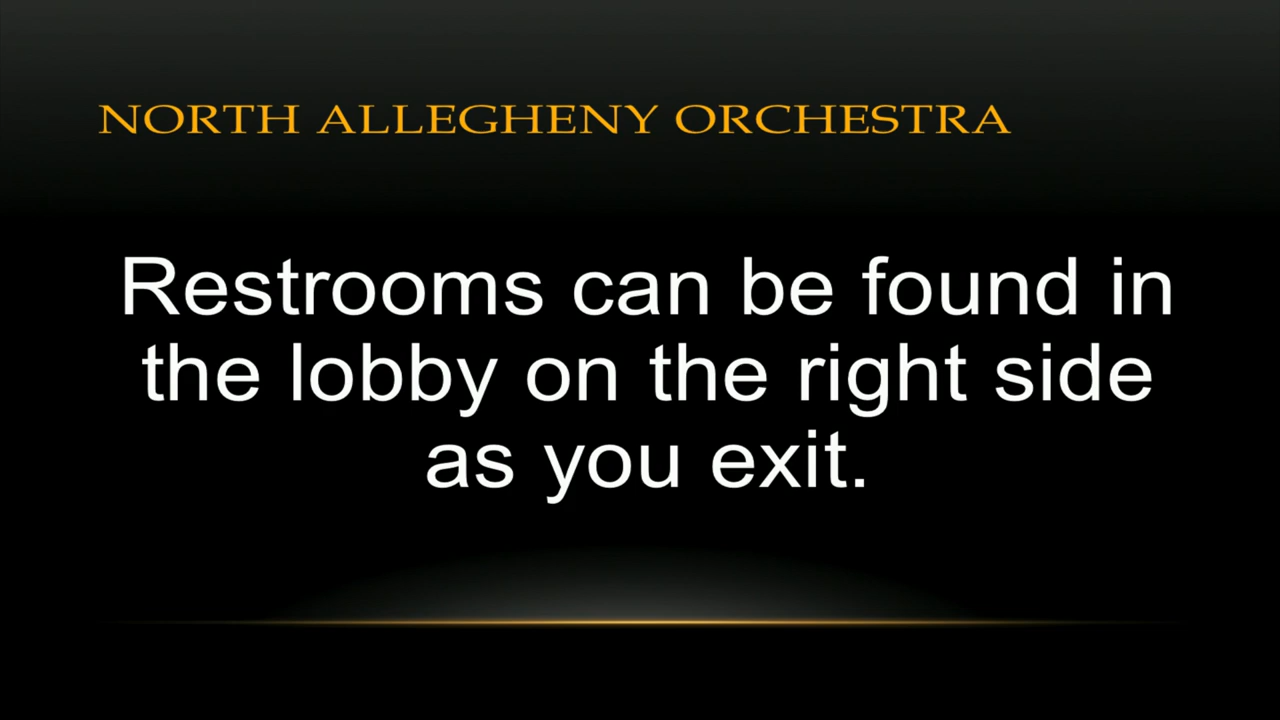 NORTH ALLEGHENY ORCHESTRA
Restrooms can be found in
the lobby on the right side
as you exit.